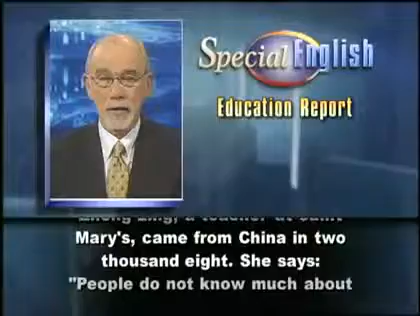 Special English
Education Report
Mary's, came from China in two
thousand eight. She says:
"People do not know much about